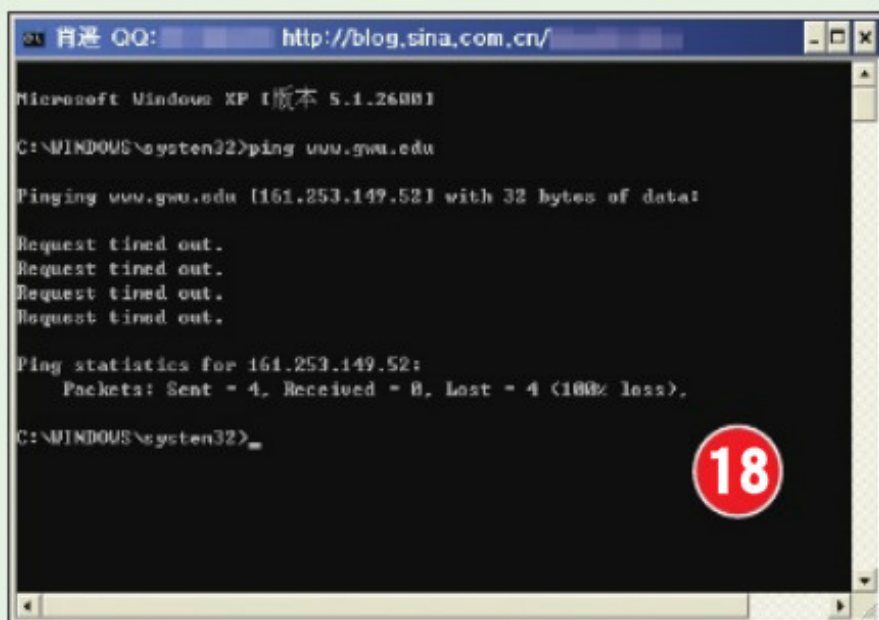 肖遥 QQ: http://blog.sina.com.cn/
Microsoft Windows XP [版本 5.1.2600]
C:\WINDOWS\system32>ping www.gwu.edu
Pinging www.gwu.edu [161.253.149.52] with 32 bytes of data:
Request timed out.
Request timed out.
Request timed out.
Request timed out.
Ping statistics for 161.253.149.52:
Packets: Sent = 4, Received = 0, Lost = 4 (100% loss),
C:\WINDOWS\system32>_
18